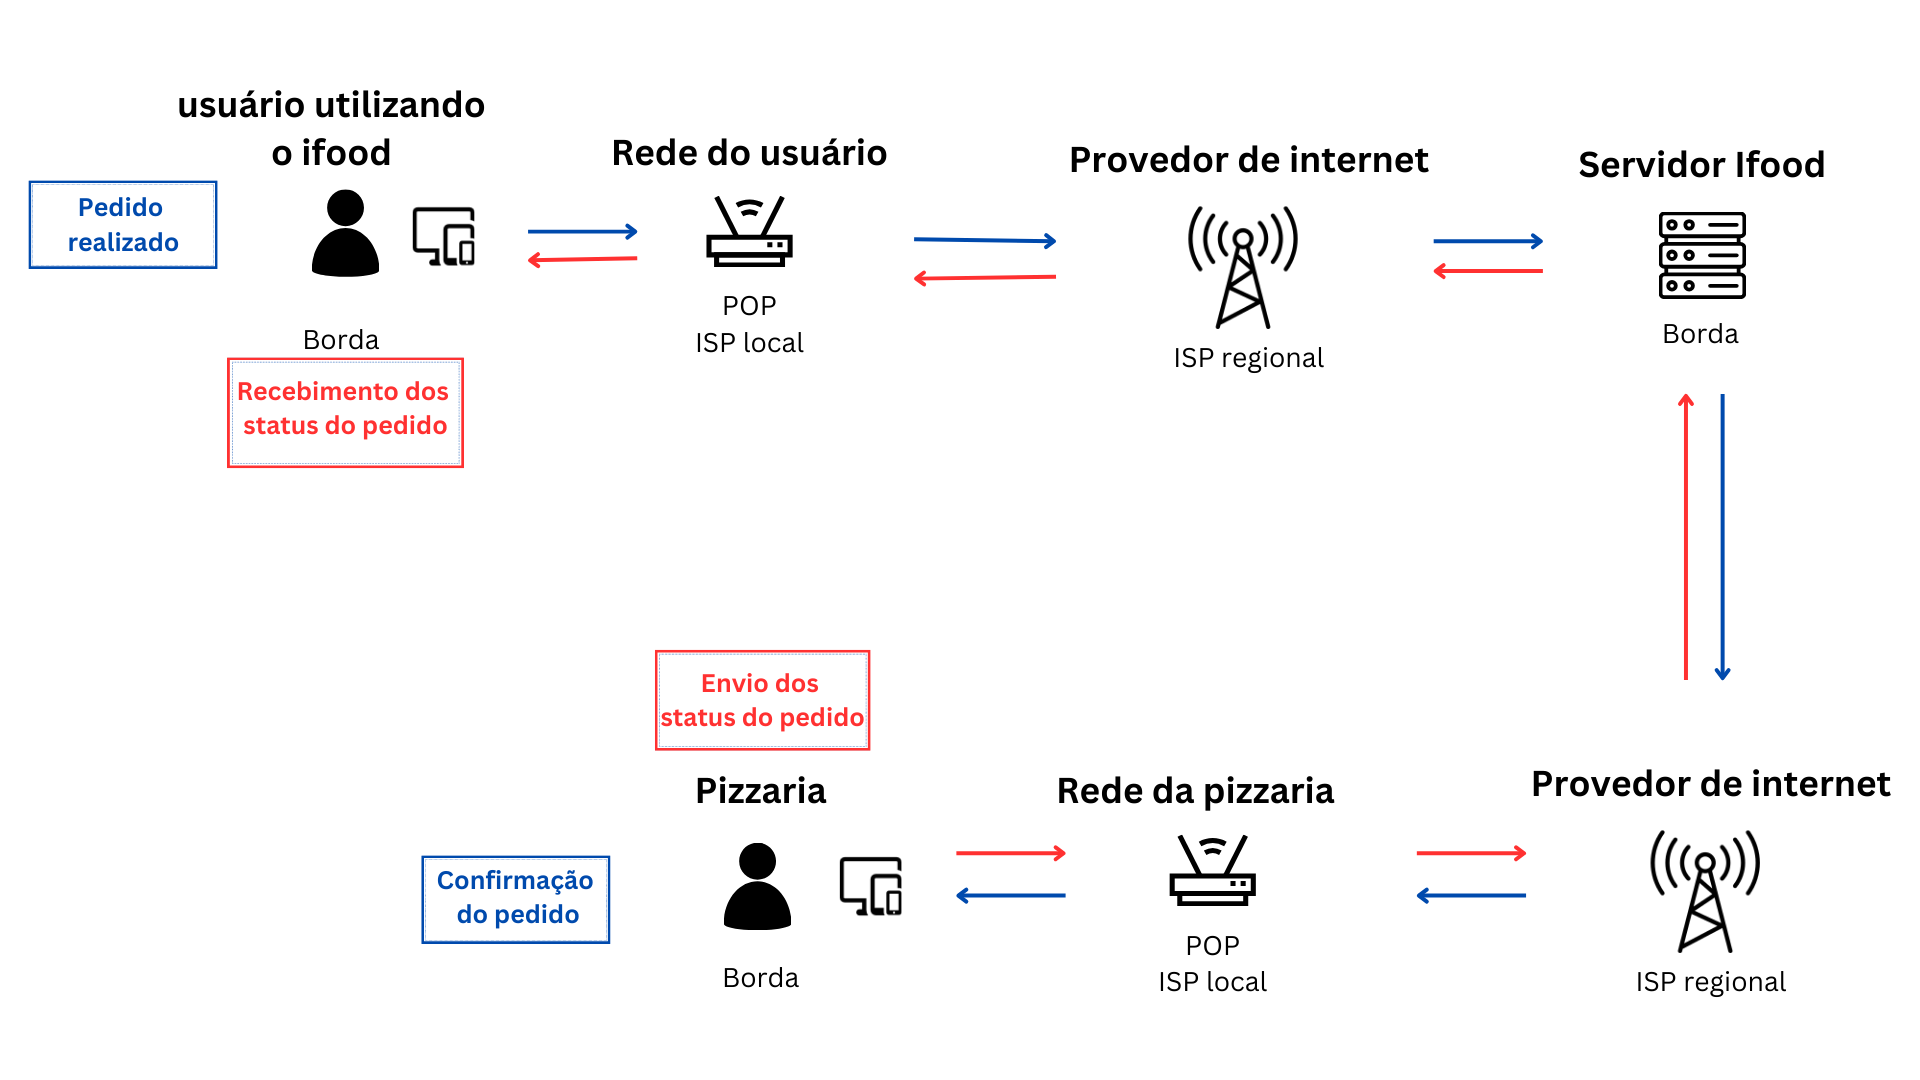 usuário utilizando
o ifood
Pedido
realizado
Borda
Recebimento dos
status do pedido
Rede do usuário
POP
ISP local
Provedor de internet
ISP regional
Servidor Ifood
Borda
Envio dos
status do pedido
Pizzaria
Confirmação
do pedido
Borda
Rede da pizzaria
POP
ISP local
Provedor de internet
ISP regional